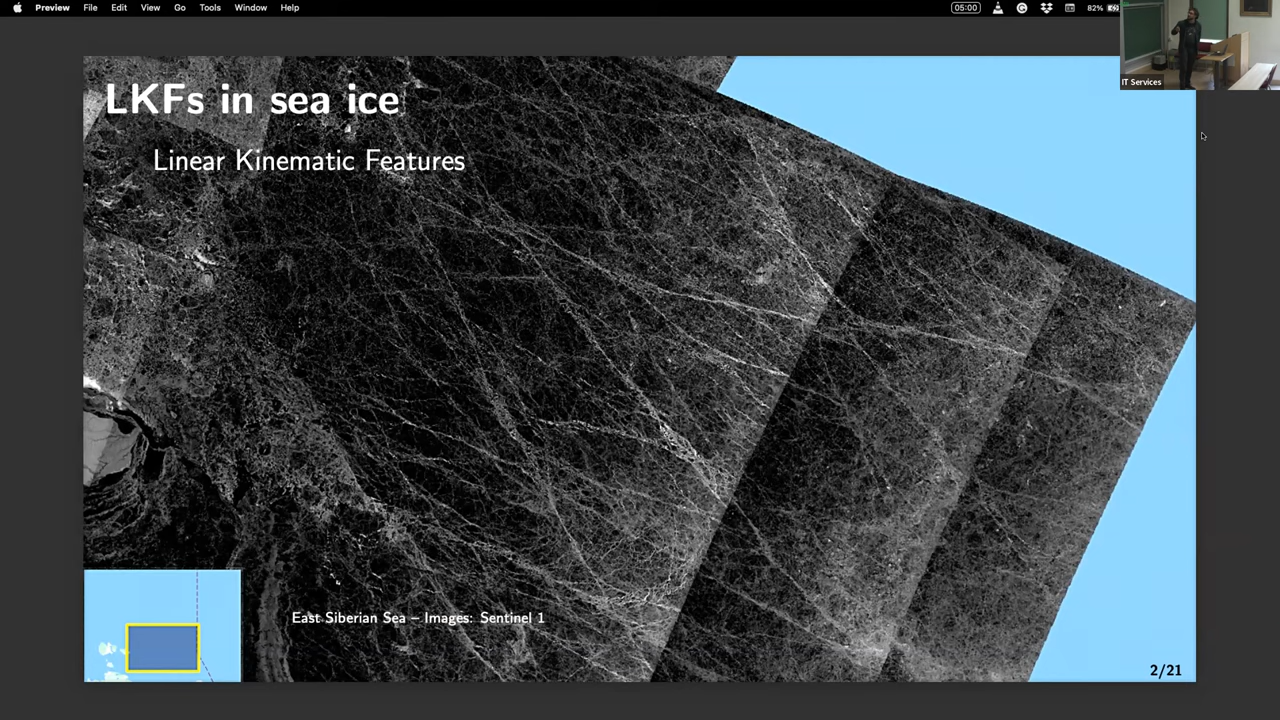 Preview File Edit View Go Tools Window Help 05:00 82%
IT Services
LKFs in sea ice
Linear Kinematic Features
East Siberian Sea – Images: Sentinel 1
2/21